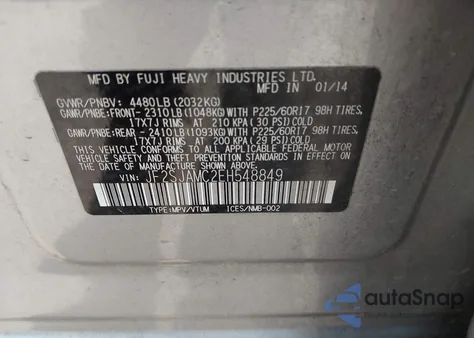 MFD BY FUJI HEAVY INDUSTRIES LTD.
MFD IN 01/14
GVWR/PNBV: 4480LB (2032KG)
GAWR/PNBE:FRONT- 2310LB (1048KG)WITH P225/60R17 98H TIRES,
17X7J RIMS AT 210 KPA (30 PSI) COLD
GAWR/PNBE:REAR - 2410LB (1093KG)WITH P225/60R17 98H TIRES,
17X7J RIMS AT 200 KPA (29 PSI) COLD
THIS VEHICLE CONFORMS TO ALL APPLICABLE FEDERAL MOTOR
VEHICLE SAFETY STANDARDS IN EFFECT ON THE
DATE OF MANUFACTURE SHOWN ABOVE.
VIN: JF2SJAMC2EH548849
TYPE:MPV/VTUM ICES/NMB-002
autoSnap
www.autosnap.com